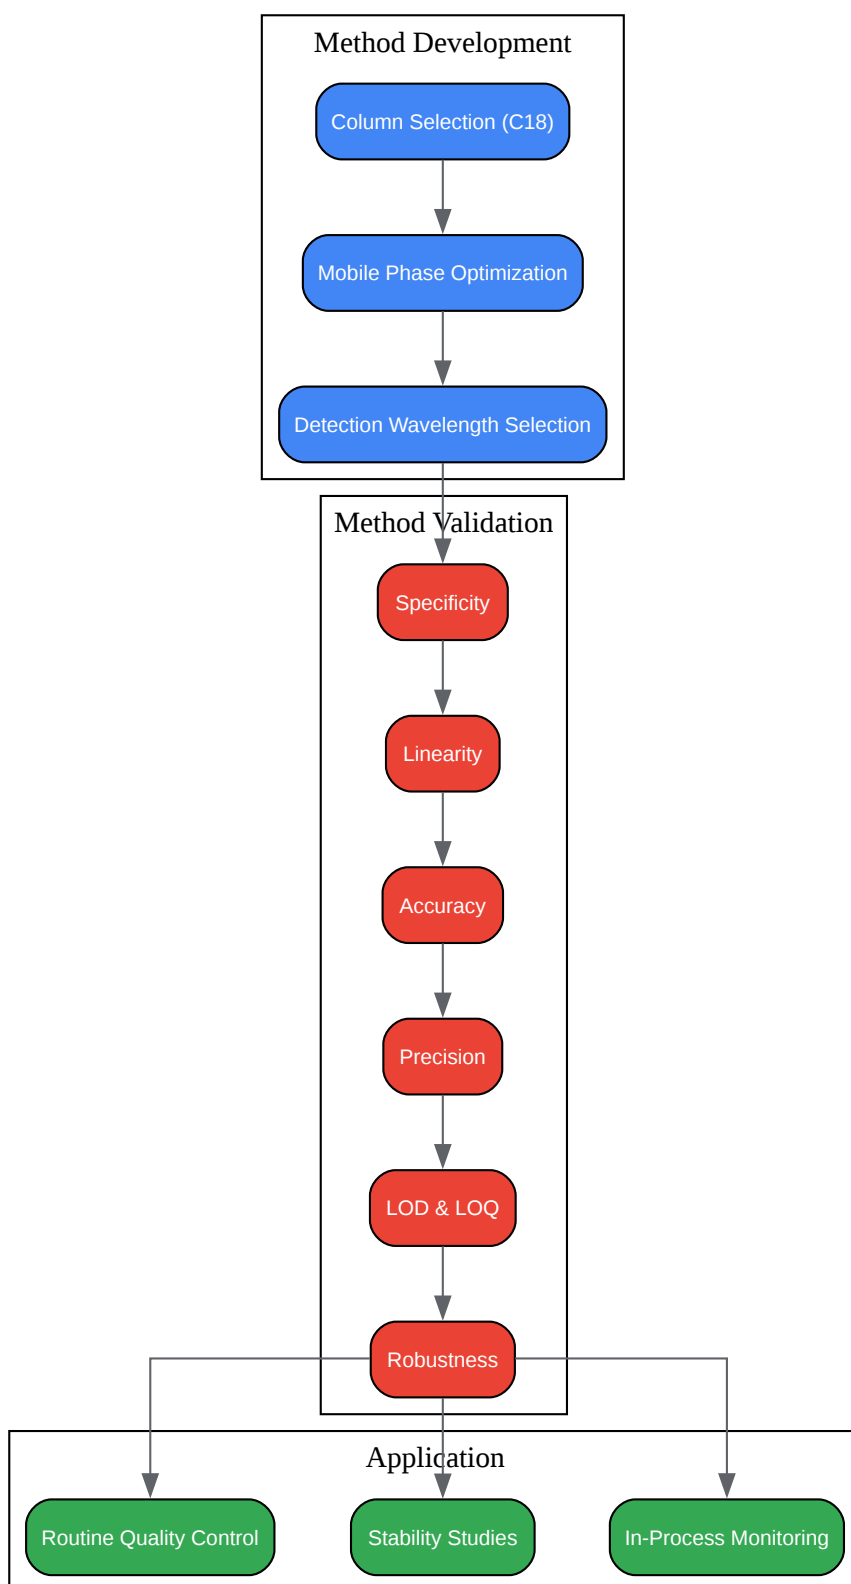 Method Development
Column Selection (C18)
Mobile Phase Optimization
Detection Wavelength Selection
Method Validation
Specificity
Linearity
Accuracy
Precision
LOD & LOQ
Robustness
Application
Routine Quality Control
Stability Studies
In-Process Monitoring